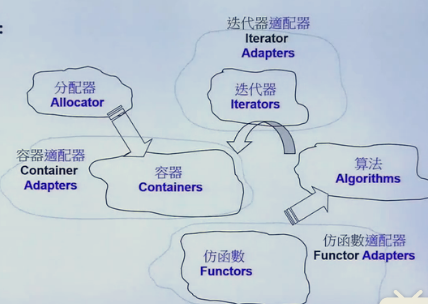 :
迭代器適配器
Iterator
Adapters
分配器
Allocator
迭代器
Iterators
容器適配器
Container
Adapters
容器
Containers
算法
Algorithms
仿函數適配器
Functor Adapters
仿函數
Functors